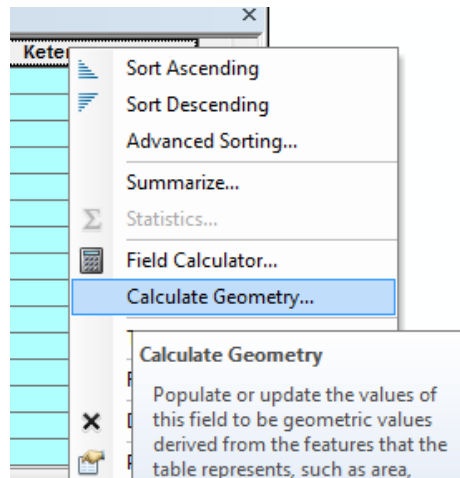 Keter
Sort Ascending
Sort Descending
Advanced Sorting...
Summarize...
Statistics...
Field Calculator...
Calculate Geometry...
Calculate Geometry
Populate or update the values of
this field to be geometric values
derived from the features that the
table represents, such as area,